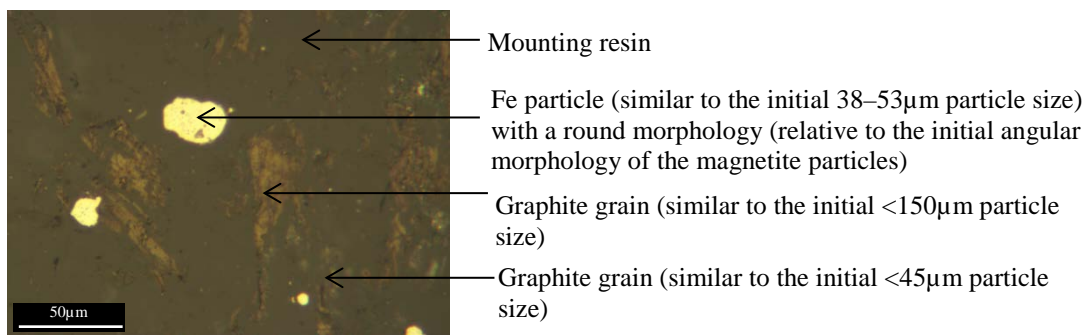 Mounting resin
Fe particle (similar to the initial 38–53µm particle size)
with a round morphology (relative to the initial angular
morphology of the magnetite particles)
Graphite grain (similar to the initial <150µm particle
size)
Graphite grain (similar to the initial <45µm particle
size)
50µm